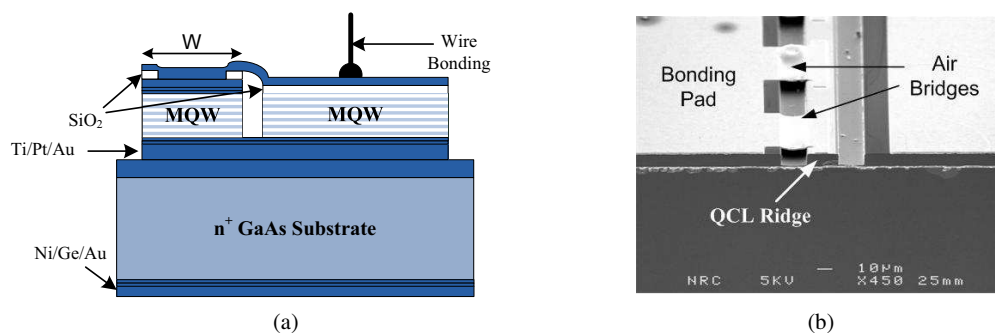 W
Wire
Bonding
MQW
MQW
SiO₂
Ti/Pt/Au
n⁺ GaAs Substrate
Ni/Ge/Au
(a)
Bonding
Pad
Air
Bridges
QCL Ridge
10µm
NRC 5KV X450 25mm
(b)